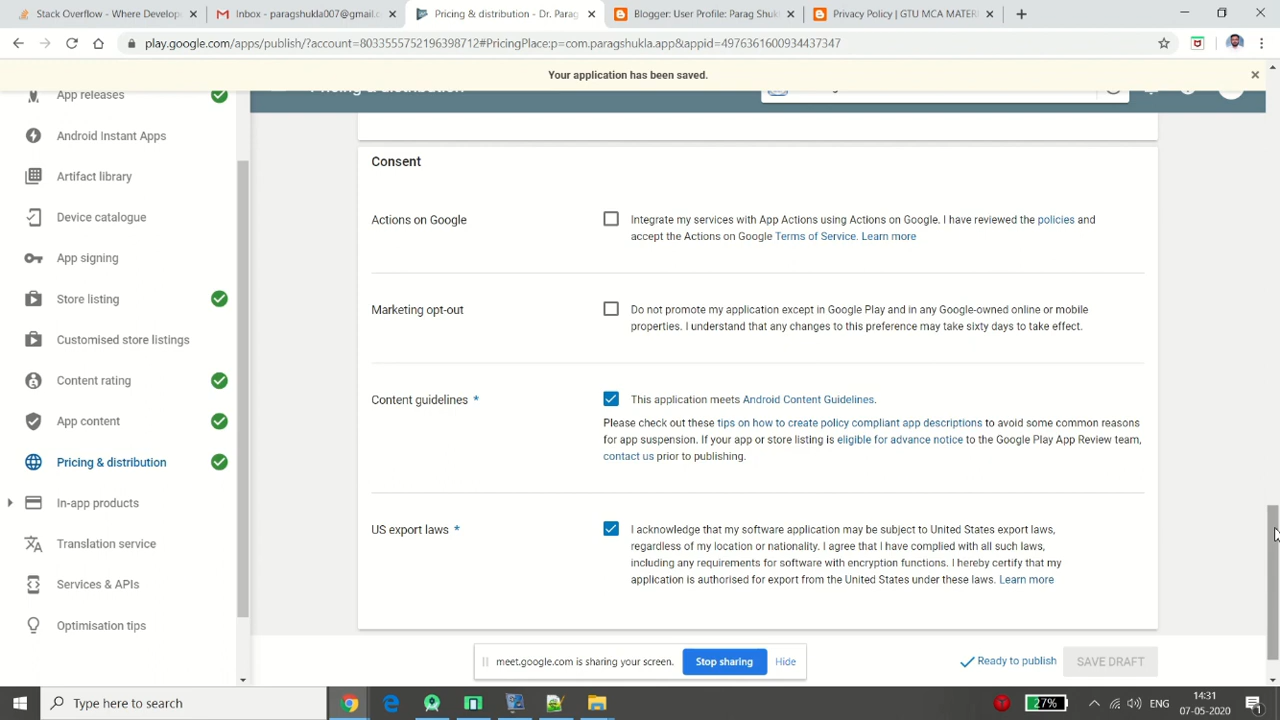 Stack Overflow - Where Develop
Inbox - paragshukla007@gmail.c
Pricing & distribution - Dr. Parag
Blogger: User Profile: Parag Shukl
Privacy Policy | GTU MCA MATERI
play.google.com/apps/publish/?account=8033555752196398712#PricingPlace:p=com.paragshukla.app&appid=4976361600934437347
Your application has been saved.
App releases
Pricing & distribution
Android Instant Apps
Artifact library
Device catalogue
App signing
Store listing
Customised store listings
Content rating
App content
Pricing & distribution
In-app products
Translation service
Services & APIs
Optimisation tips
Consent
Actions on Google
Integrate my services with App Actions using Actions on Google. I have reviewed the policies and
accept the Actions on Google Terms of Service. Learn more
Marketing opt-out
Do not promote my application except in Google Play and in any Google-owned online or mobile
properties. I understand that any changes to this preference may take sixty days to take effect.
Content guidelines *
This application meets Android Content Guidelines.
Please check out these tips on how to create policy compliant app descriptions to avoid some common reasons
for app suspension. If your app or store listing is eligible for advance notice to the Google Play App Review team,
contact us prior to publishing.
US export laws *
I acknowledge that my software application may be subject to United States export laws,
regardless of my location or nationality. I agree that I have complied with all such laws,
including any requirements for software with encryption functions. I hereby certify that my
application is authorised for export from the United States under these laws. Learn more
meet.google.com is sharing your screen.
Stop sharing
Hide
Ready to publish
SAVE DRAFT
Type here to search
27%
ENG
14:31
07-05-2020
1